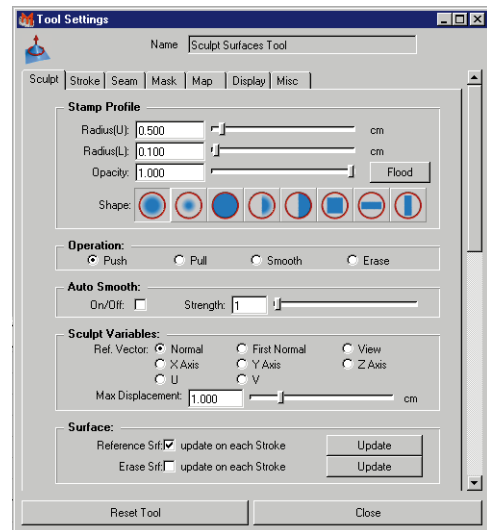 Tool Settings
Name Sculpt Surfaces Tool
Sculpt Stroke Seam Mask Map Display Misc
Stamp Profile
Radius(U): 0.500 cm
Radius(L): 0.100 cm
Opacity: 1.000 Flood
Shape:
Operation:
Push Pull Smooth Erase
Auto Smooth:
On/Off: Strength: 1
Sculpt Variables:
Ref. Vector: Normal First Normal View
X Axis Y Axis Z Axis
U V
Max Displacement: 1.000 cm
Surface:
Reference Srf: update on each Stroke Update
Erase Srf: update on each Stroke Update
Reset Tool Close